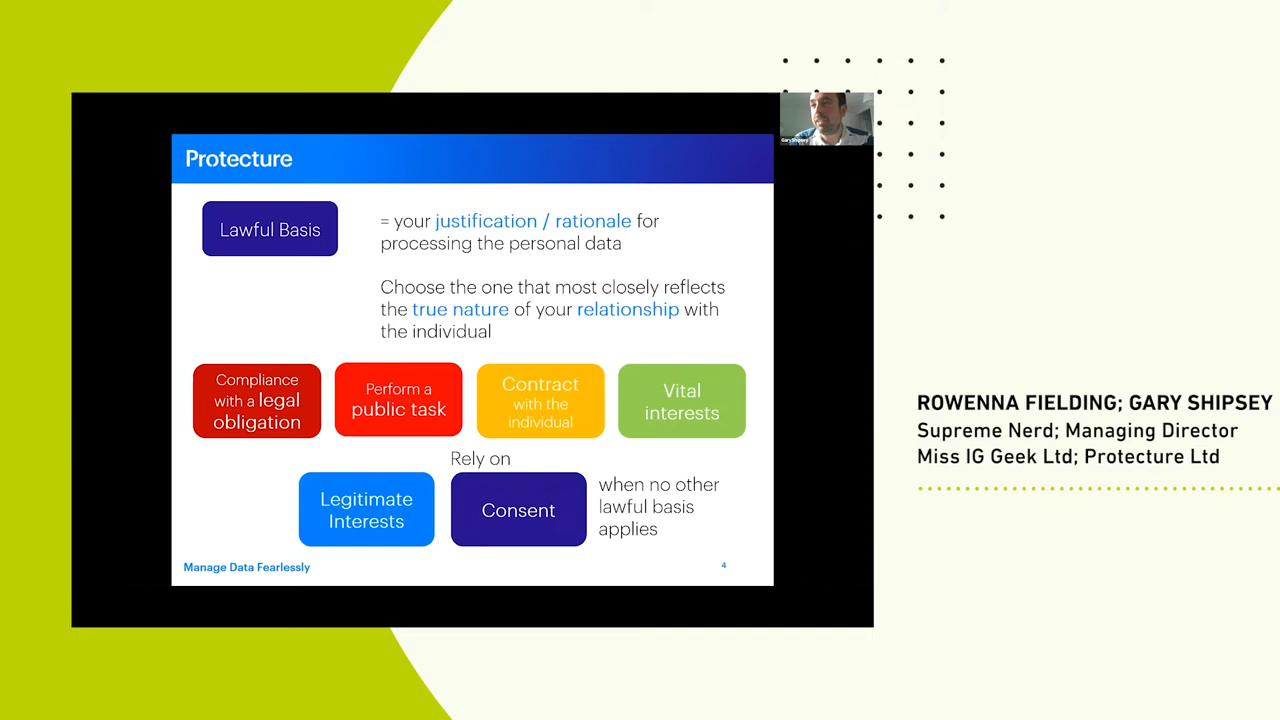 Protecture
Lawful Basis
= your justification / rationale for
processing the personal data
Choose the one that most closely reflects
the true nature of your relationship with
the individual
Compliance
with a legal
obligation
Perform a
public task
Contract
with the
individual
Vital
interests
Rely on
Legitimate
Interests
Consent
when no other
lawful basis
applies
Manage Data Fearlessly
4
Gary Shipsey
ROWENNA FIELDING; GARY SHIPSEY
Supreme Nerd; Managing Director
Miss IG Geek Ltd; Protecture Ltd